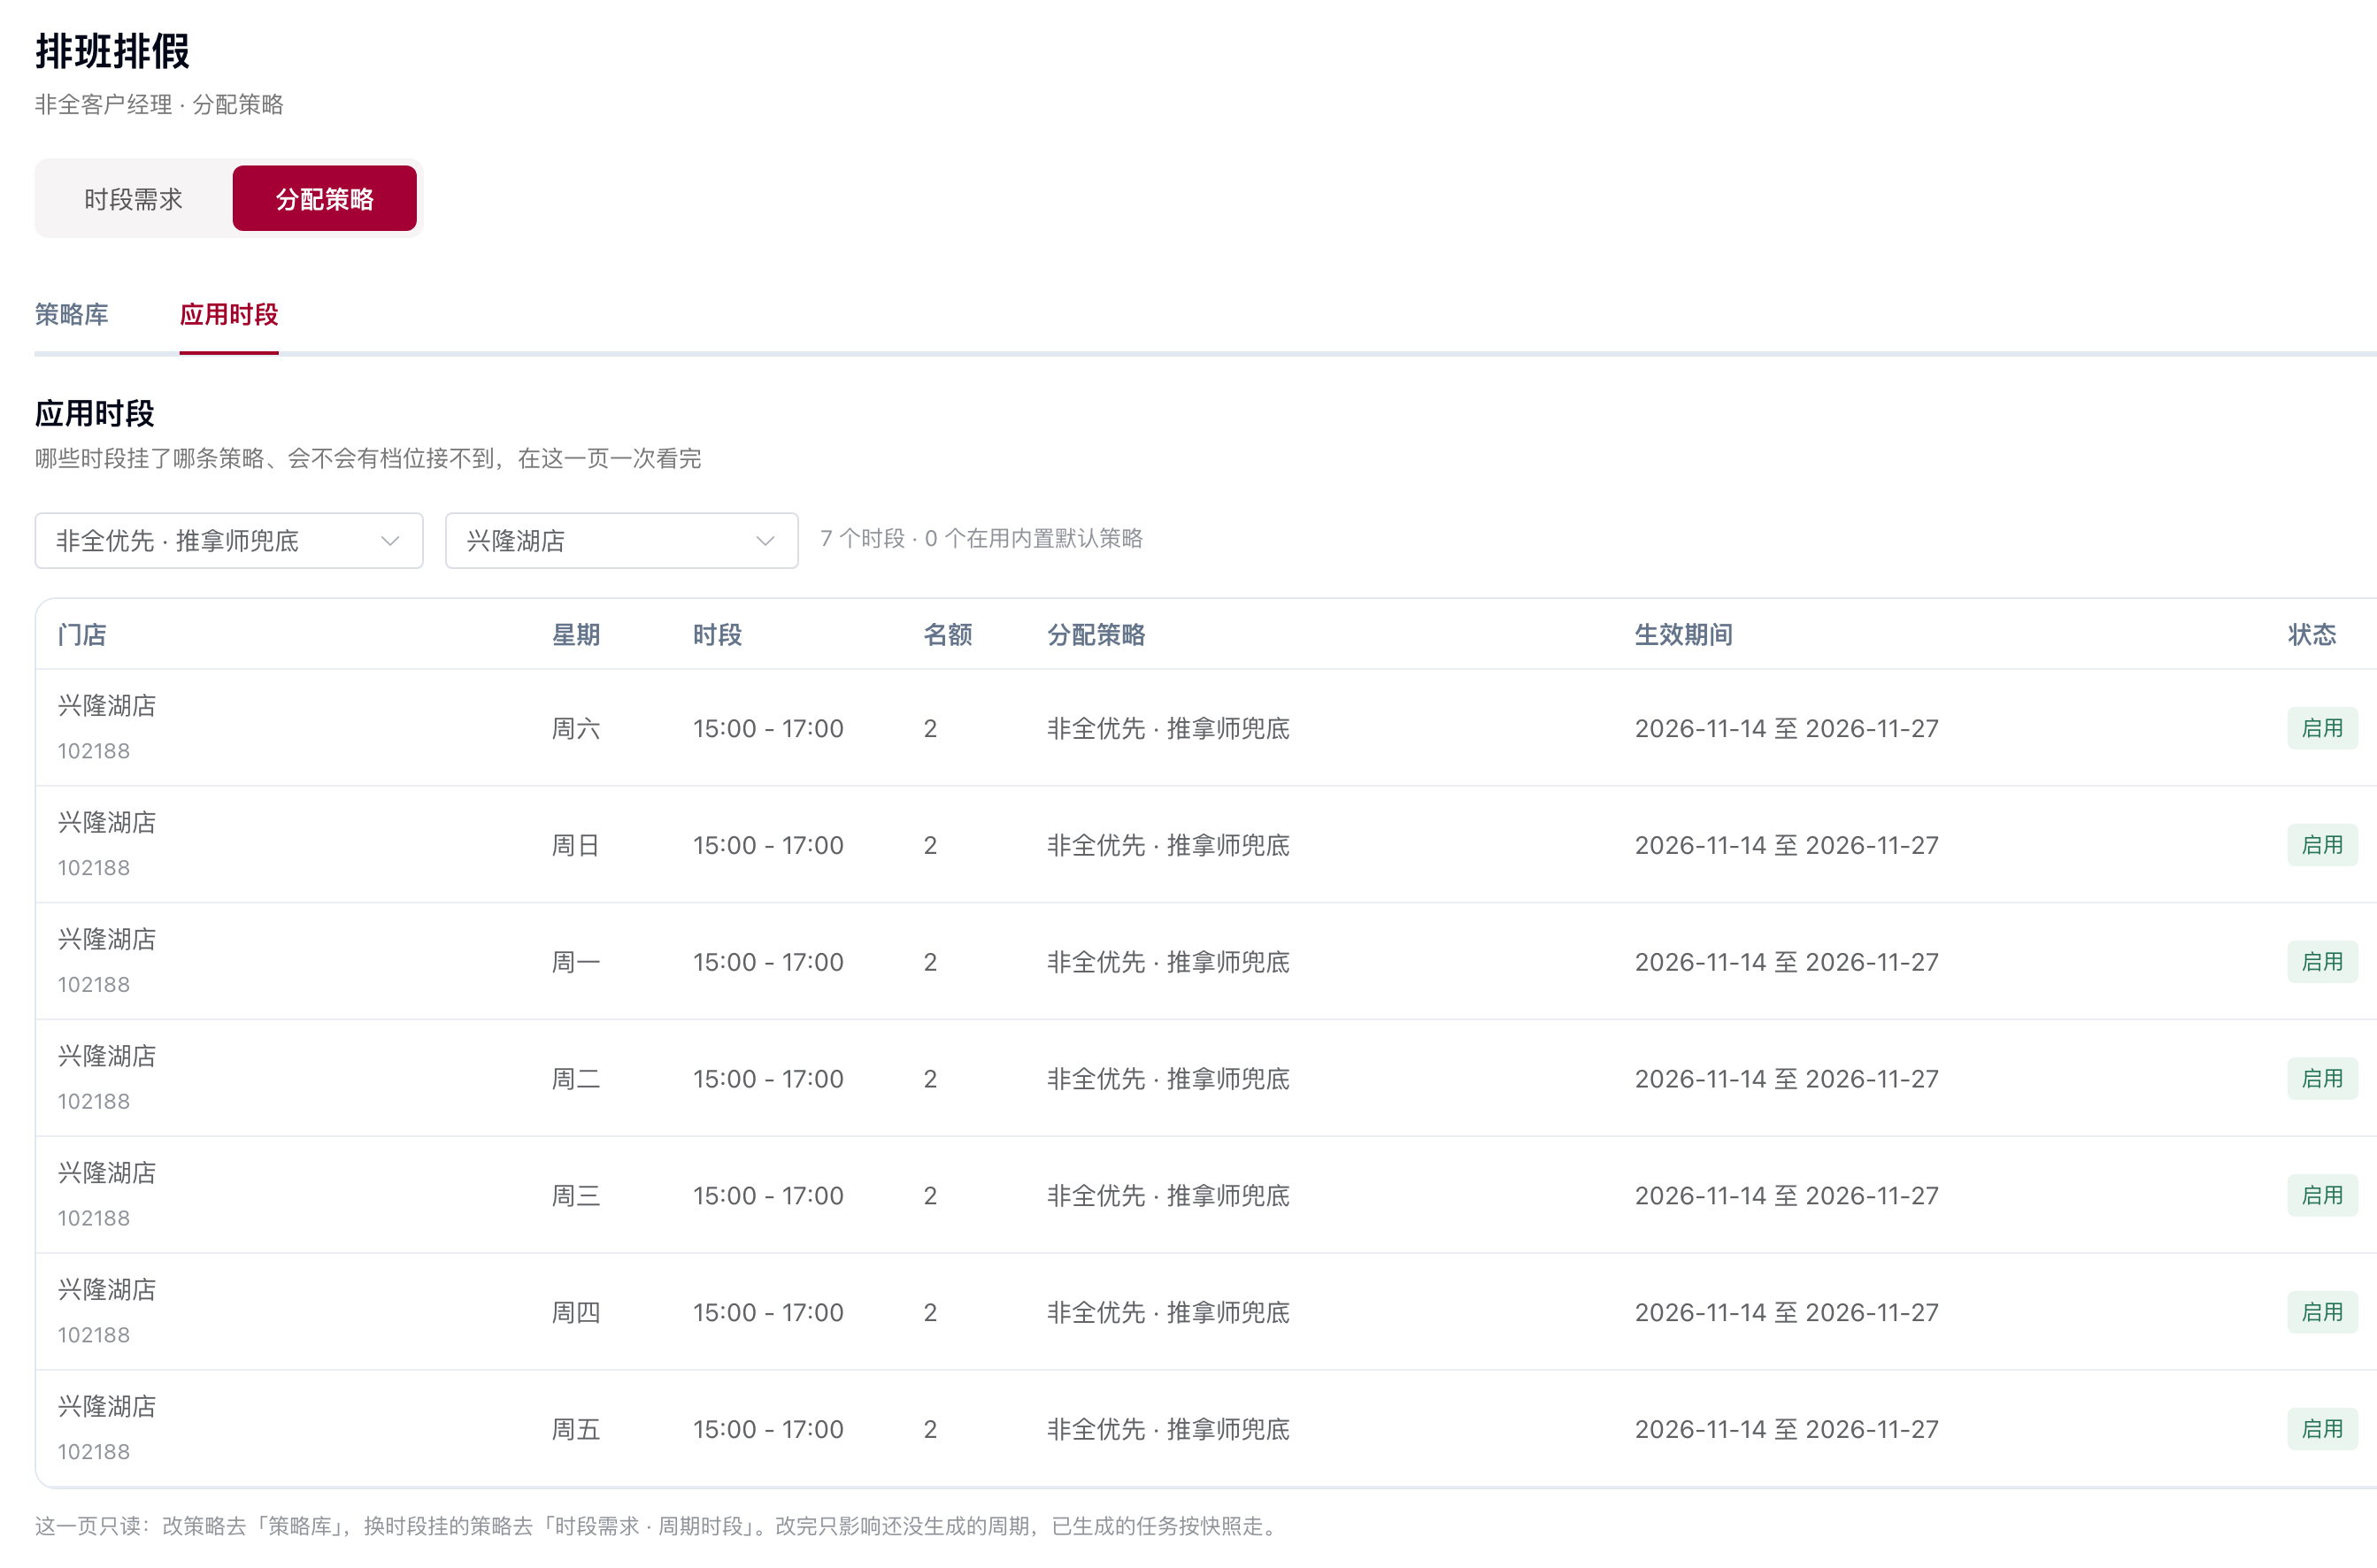 排班排假
非全客户经理 · 分配策略
时段需求 分配策略
策略库 应用时段
应用时段
哪些时段挂了哪条策略、会不会有档位接不到，在这一页一次看完
非全优先 · 推拿师兜底 兴隆湖店 7 个时段 · 0 个在用内置默认策略
门店 星期 时段 名额 分配策略 生效期间 状态
兴隆湖店
102188 周六 15:00 - 17:00 2 非全优先 · 推拿师兜底 2026-11-14 至 2026-11-27 启用
兴隆湖店
102188 周日 15:00 - 17:00 2 非全优先 · 推拿师兜底 2026-11-14 至 2026-11-27 启用
兴隆湖店
102188 周一 15:00 - 17:00 2 非全优先 · 推拿师兜底 2026-11-14 至 2026-11-27 启用
兴隆湖店
102188 周二 15:00 - 17:00 2 非全优先 · 推拿师兜底 2026-11-14 至 2026-11-27 启用
兴隆湖店
102188 周三 15:00 - 17:00 2 非全优先 · 推拿师兜底 2026-11-14 至 2026-11-27 启用
兴隆湖店
102188 周四 15:00 - 17:00 2 非全优先 · 推拿师兜底 2026-11-14 至 2026-11-27 启用
兴隆湖店
102188 周五 15:00 - 17:00 2 非全优先 · 推拿师兜底 2026-11-14 至 2026-11-27 启用
这一页只读：改策略去「策略库」，换时段挂的策略去「时段需求 · 周期时段」。改完只影响还没生成的周期，已生成的任务按快照走。